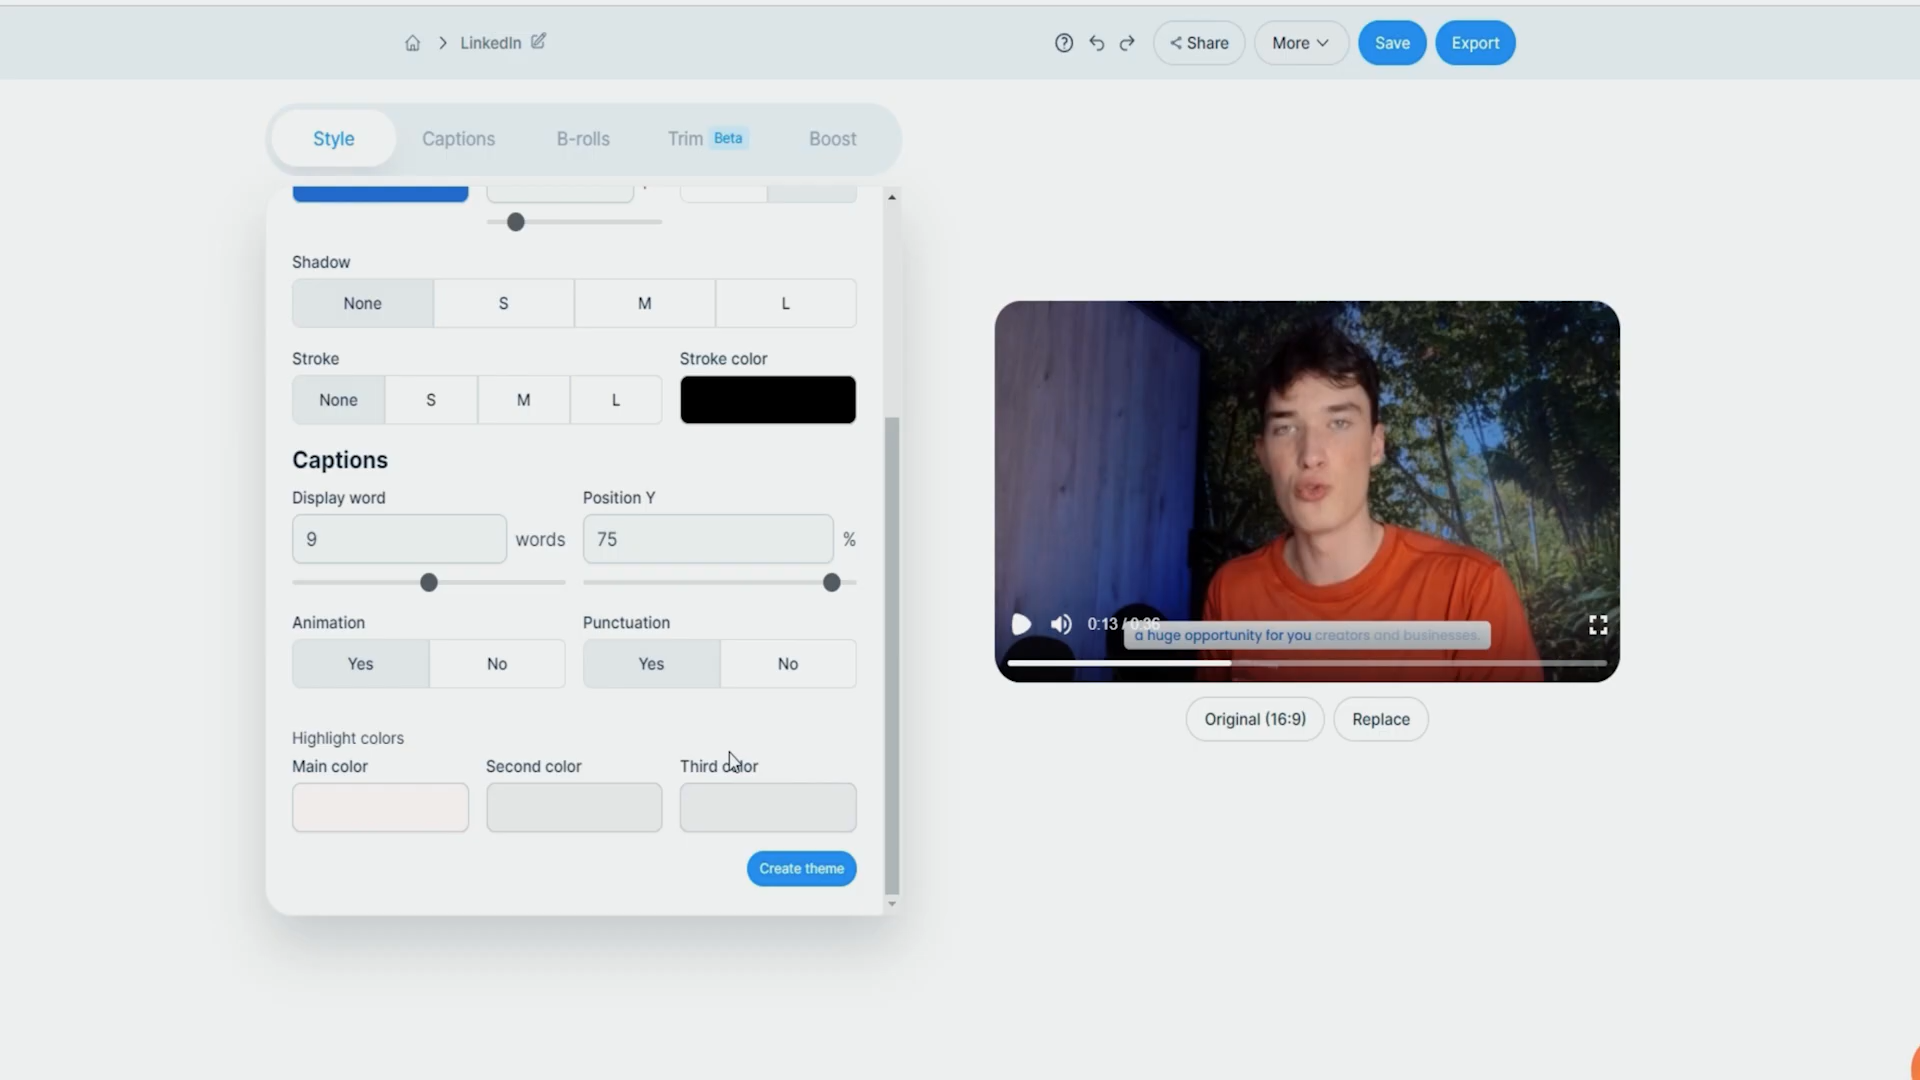 LinkedIn
Share
More
Save
Export
Style
Captions
B-rolls
Trim Beta
Boost
Shadow
None
S
M
L
Stroke
Stroke color
None
S
M
L
Captions
Display word
Position Y
9
words
75
%
Animation
Punctuation
Yes
No
Yes
No
Highlight colors
Main color
Second color
Third color
Create theme
0:13 / 0:36
a huge opportunity for you creators and businesses.
Original (16:9)
Replace